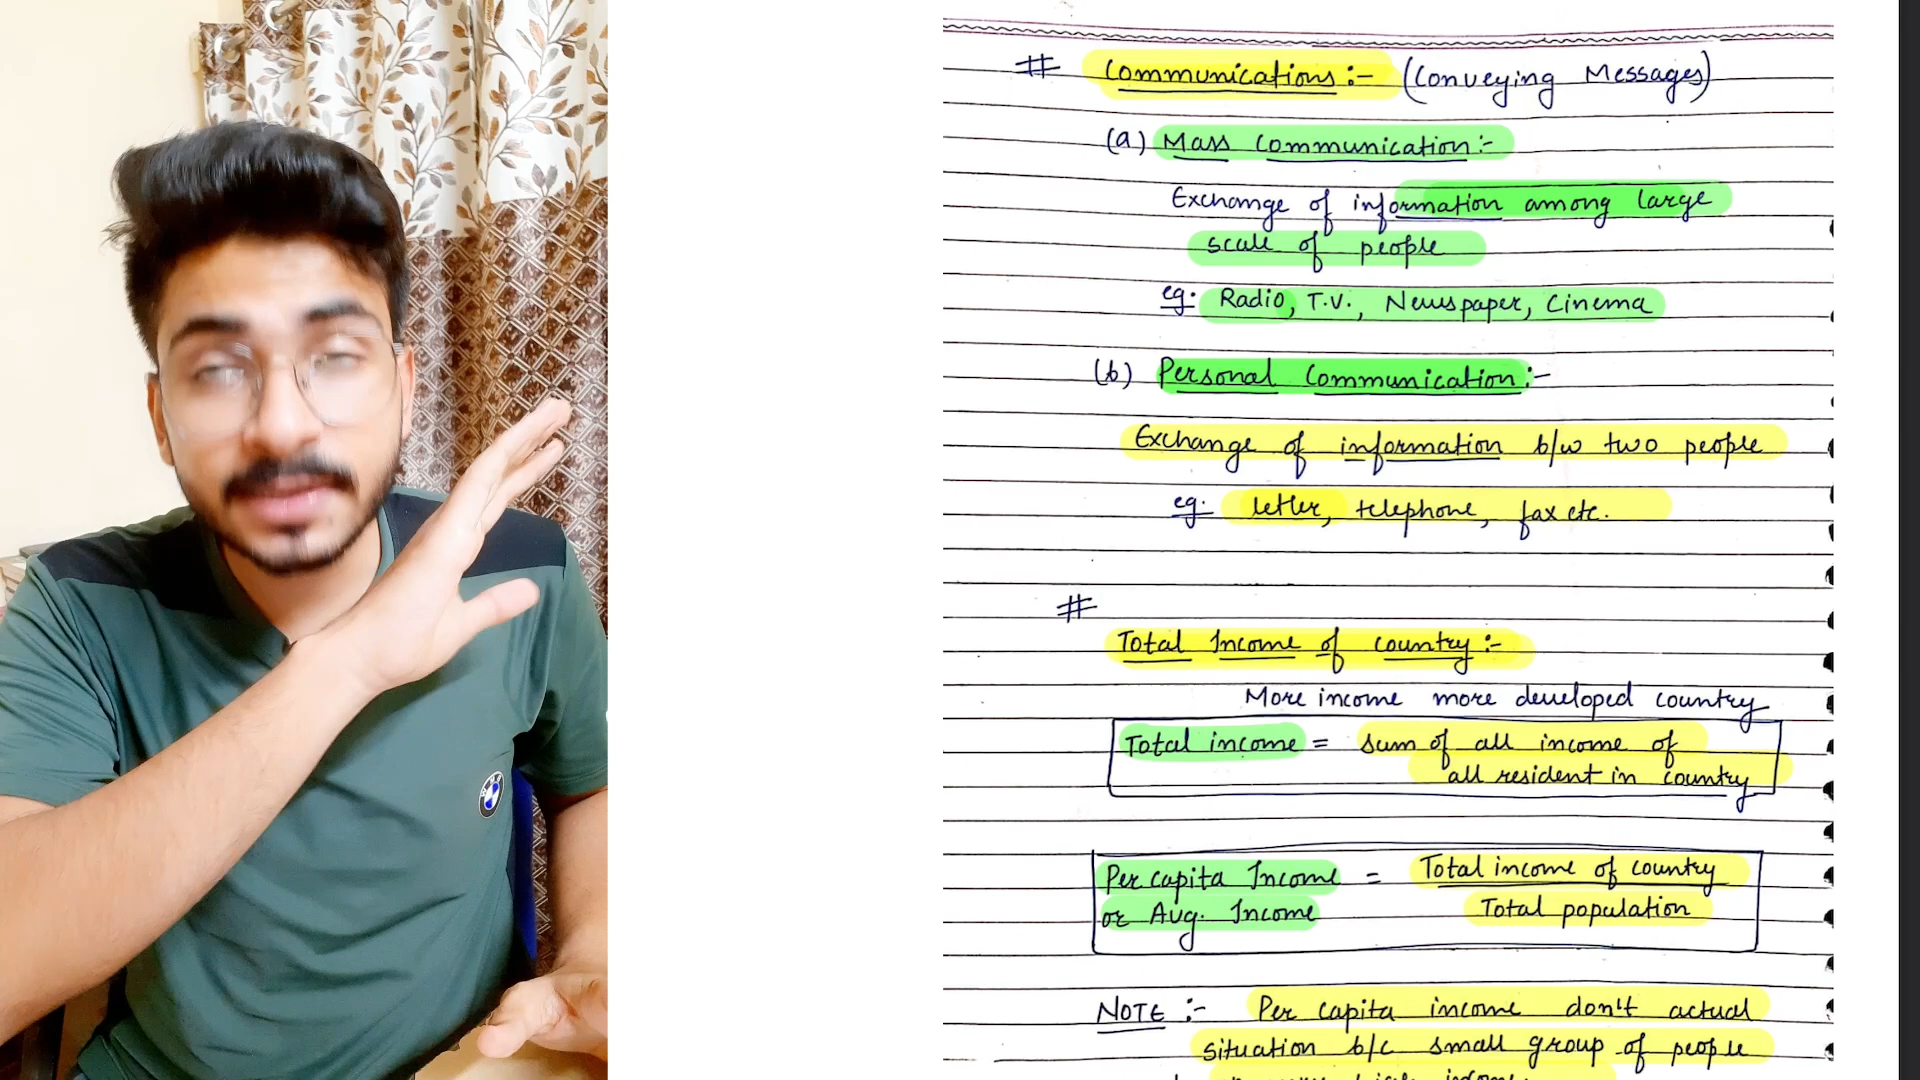 # Communications :- (Conveying Messages)
(a) Mass Communication :-
Exchange of information among large
scale of people
eg: Radio, T.V., Newspaper, Cinema
(b) Personal Communication :-
Exchange of information b/w two people
eg. letter, telephone, fax etc.
#
Total Income of country :-
More income more developed country
Total income = sum of all income of
all resident in country
Per capita Income = Total income of country
or Avg. Income Total population
NOTE :- Per capita income don't actual
situation b/c small group of people